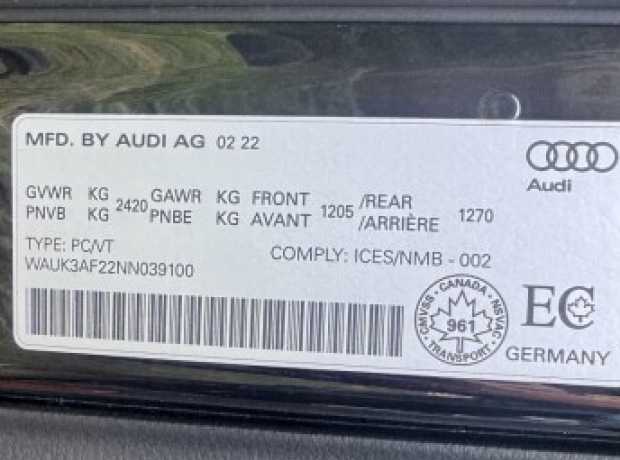 MFD. BY AUDI AG 02 22
Audi
GVWR KG 2420 GAWR KG FRONT 1205 /REAR 1270
PNVB KG PNBE KG AVANT /ARRIÈRE
TYPE: PC/VT
WAUK3AF22NN039100
COMPLY: ICES/NMB - 002
CMVSS · CANADA · NSVAC
961
TRANSPORT
EC
GERMANY